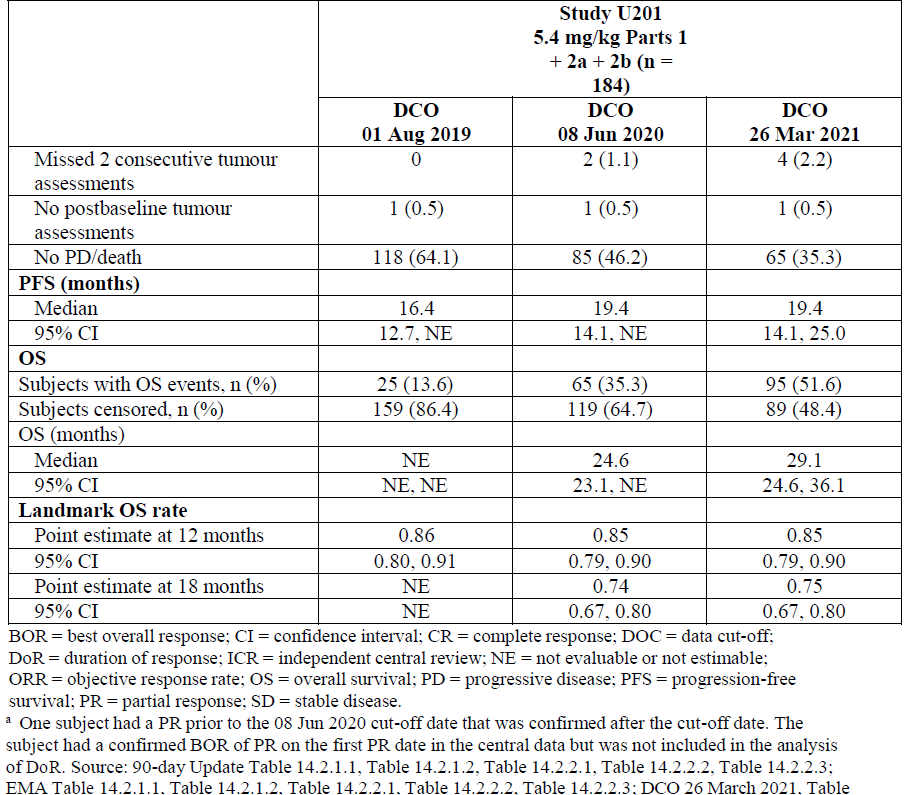 Study U201
5.4 mg/kg Parts 1
+ 2a + 2b (n =
184)
DCO
01 Aug 2019
DCO
08 Jun 2020
DCO
26 Mar 2021
Missed 2 consecutive tumour assessments 0 2 (1.1) 4 (2.2)
No postbaseline tumour assessments 1 (0.5) 1 (0.5) 1 (0.5)
No PD/death 118 (64.1) 85 (46.2) 65 (35.3)
PFS (months)
Median 16.4 19.4 19.4
95% CI 12.7, NE 14.1, NE 14.1, 25.0
OS
Subjects with OS events, n (%) 25 (13.6) 65 (35.3) 95 (51.6)
Subjects censored, n (%) 159 (86.4) 119 (64.7) 89 (48.4)
OS (months)
Median NE 24.6 29.1
95% CI NE, NE 23.1, NE 24.6, 36.1
Landmark OS rate
Point estimate at 12 months 0.86 0.85 0.85
95% CI 0.80, 0.91 0.79, 0.90 0.79, 0.90
Point estimate at 18 months NE 0.74 0.75
95% CI NE 0.67, 0.80 0.67, 0.80
BOR = best overall response; CI = confidence interval; CR = complete response; DOC = data cut-off;
DoR = duration of response; ICR = independent central review; NE = not evaluable or not estimable;
ORR = objective response rate; OS = overall survival; PD = progressive disease; PFS = progression-free
survival; PR = partial response; SD = stable disease.
a One subject had a PR prior to the 08 Jun 2020 cut-off date that was confirmed after the cut-off date. The
subject had a confirmed BOR of PR on the first PR date in the central data but was not included in the analysis
of DoR. Source: 90-day Update Table 14.2.1.1, Table 14.2.1.2, Table 14.2.2.1, Table 14.2.2.2, Table 14.2.2.3;
EMA Table 14.2.1.1, Table 14.2.1.2, Table 14.2.2.1, Table 14.2.2.2, Table 14.2.2.3; DCO 26 March 2021, Table